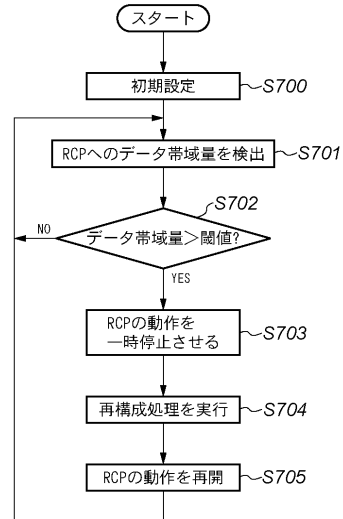 スタート
初期設定
S700
RCPへのデータ帯域量を検出
S701
S702
データ帯域量＞閾値?
NO
YES
RCPの動作を
一時停止させる
S703
再構成処理を実行
S704
RCPの動作を再開
S705